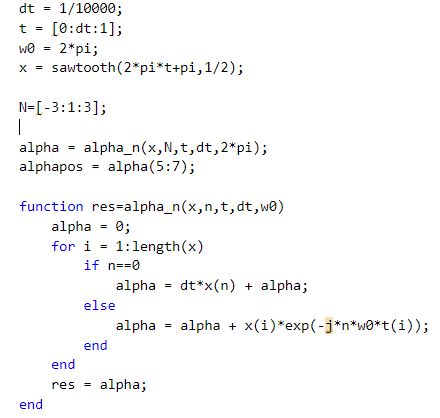 dt = 1/10000;
t = [0:dt:1];
w0 = 2*pi;
x = sawtooth(2*pi*t+pi,1/2);
N=[-3:1:3];
alpha = alpha_n(x,N,t,dt,2*pi);
alphapos = alpha(5:7);
function res=alpha_n(x,n,t,dt,w0)
alpha = 0;
for i = 1:length(x)
if n==0
alpha = dt*x(n) + alpha;
else
alpha = alpha + x(i)*exp(-j*n*w0*t(i));
end
end
res = alpha;
end